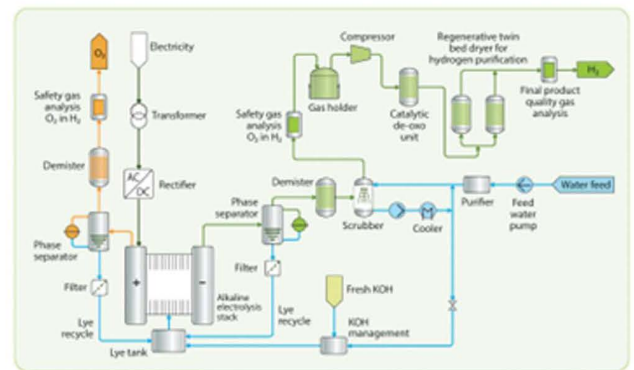 O₂
Electricity
Safety gas
analysis
O₂ in H₂
Transformer
Demister
AC
DC
Rectifier
Phase
separator
Filter
+
−
Alkaline
electrolysis
stack
Lye
recycle
Lye tank
Compressor
Gas holder
Safety gas
analysis
O₂ in H₂
Catalytic
de-oxo
unit
Regenerative twin
bed dryer for
hydrogen purification
H₂
Final product
quality gas
analysis
Demister
Phase
separator
Scrubber
Cooler
Purifier
Feed
water
pump
Water feed
Filter
Lye
recycle
Fresh KOH
KOH
management